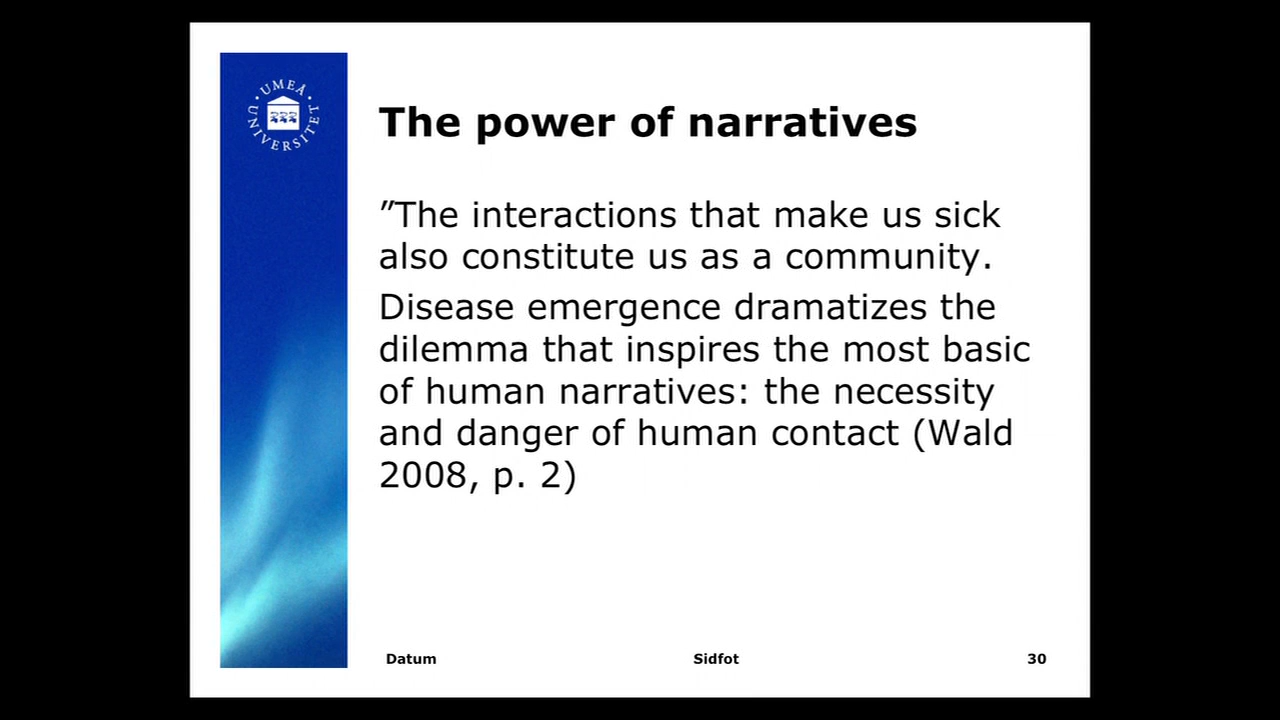 UMEÅ UNIVERSITET
The power of narratives
”The interactions that make us sick
also constitute us as a community.
Disease emergence dramatizes the
dilemma that inspires the most basic
of human narratives: the necessity
and danger of human contact (Wald
2008, p. 2)
Datum Sidfot 30